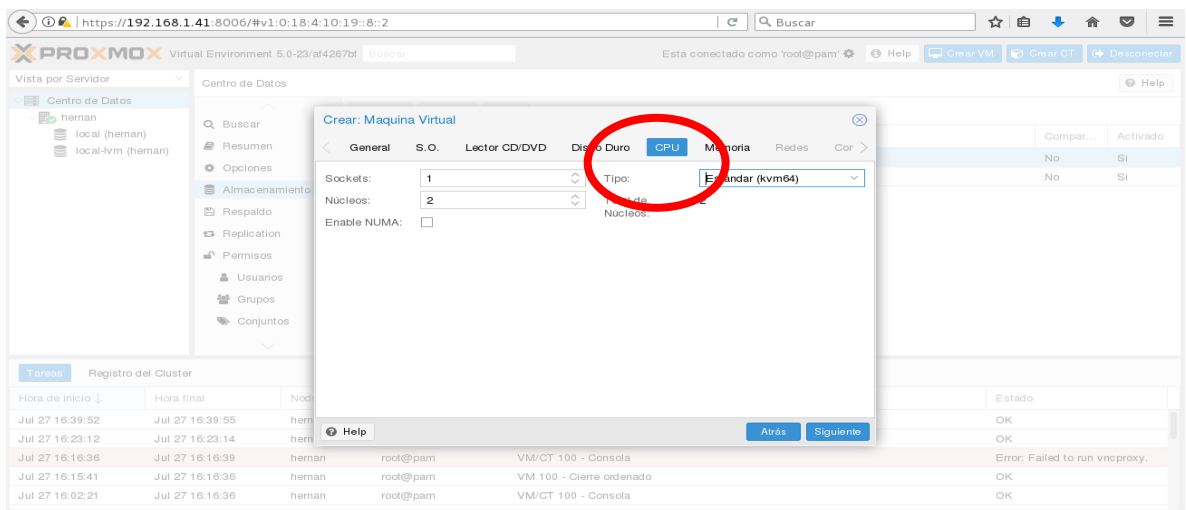 https://192.168.1.41:8006/#v1:0:18:4:10:19::8::2
Buscar
PROXMOX Virtual Environment 5.0-23/af4267bf Buscar Está conectado como 'root@pam' Help Crear VM Crear CT Desconectar
Vista por Servidor
Centro de Datos
hernan
local (hernan)
local-lvm (hernan)
Centro de Datos Help
Buscar
Resumen
Opciones
Almacenamiento
Respaldo
Replication
Permisos
Usuarios
Grupos
Conjuntos
Compar... Activado
No Si
No Si
Crear: Maquina Virtual
General S.O. Lector CD/DVD Disco Duro CPU Memoria Redes Cor
Sockets: 1 Tipo: Estándar (kvm64)
Núcleos: 2 Total de Núcleos: 2
Enable NUMA:
Help Atrás Siguiente
Tareas Registro del Cluster
Hora de inicio ↓ Hora final Estado
Jul 27 16:39:52 Jul 27 16:39:55 OK
Jul 27 16:23:12 Jul 27 16:23:14 OK
Jul 27 16:16:36 Jul 27 16:16:39 hernan root@pam VM/CT 100 - Consola Error: Failed to run vncproxy.
Jul 27 16:15:41 Jul 27 16:16:36 hernan root@pam VM 100 - Cierre ordenado OK
Jul 27 16:02:21 Jul 27 16:16:36 hernan root@pam VM/CT 100 - Consola OK